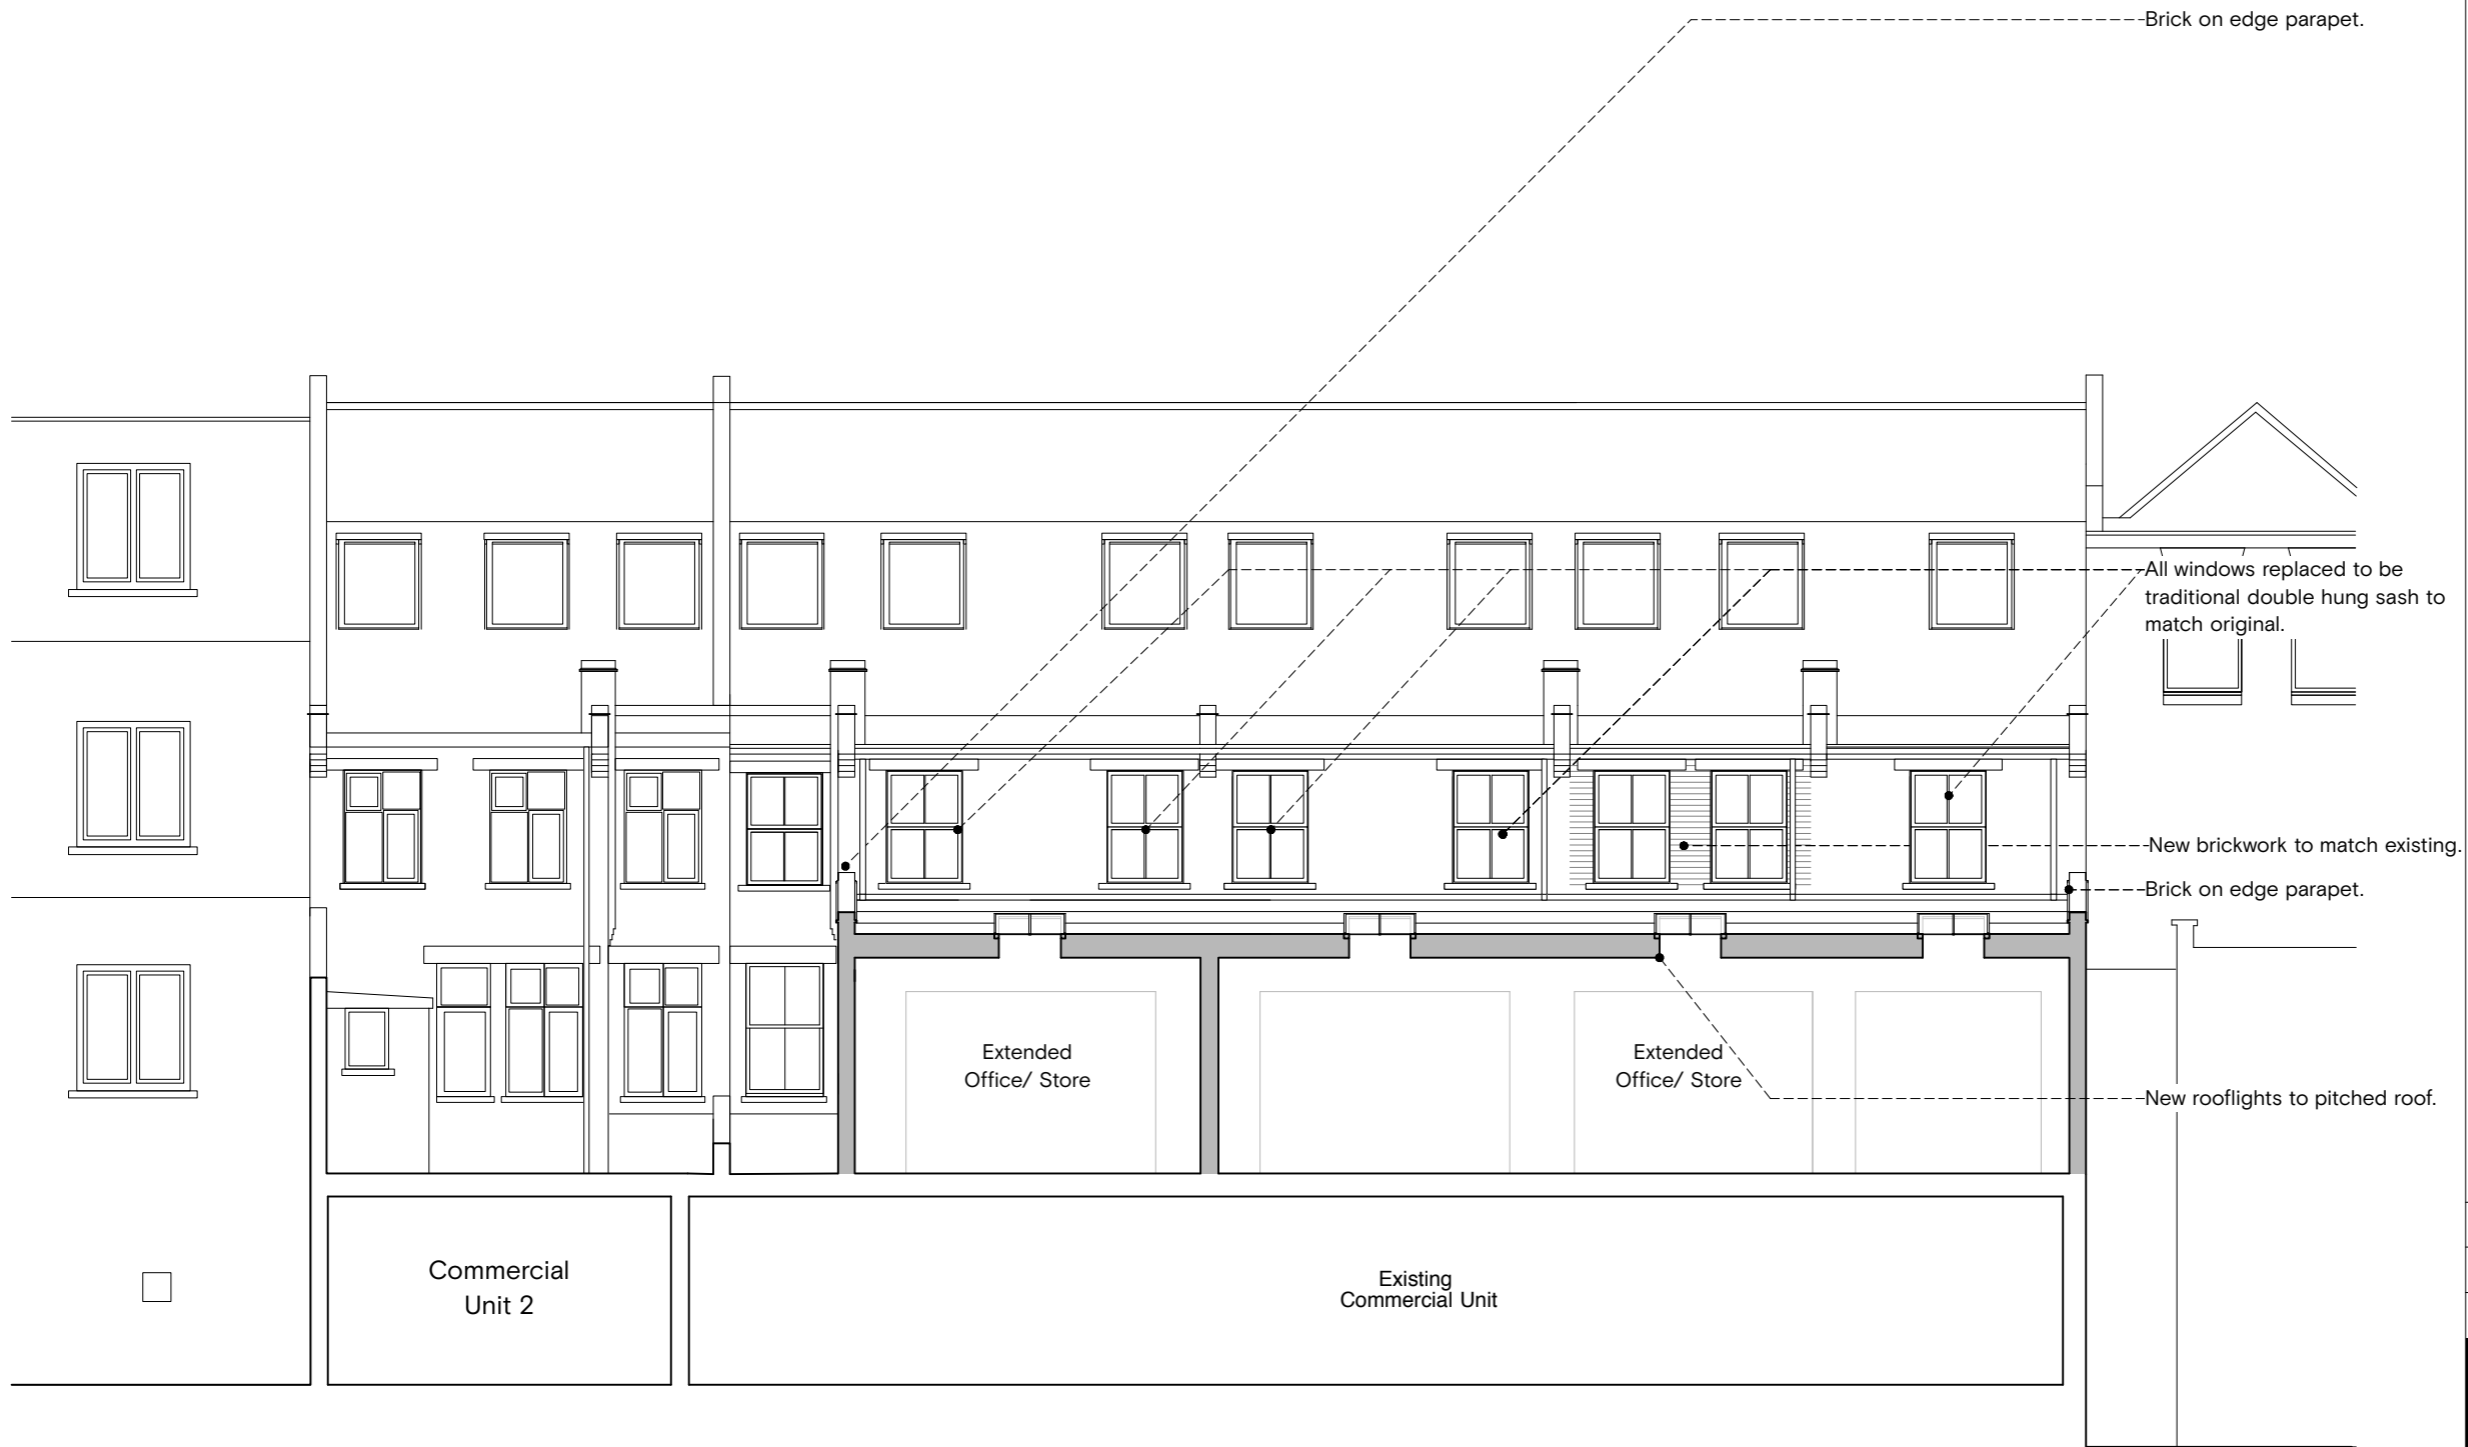 Brick on edge parapet.
All windows replaced to be
traditional double hung sash to
match original.
New brickwork to match existing.
Brick on edge parapet.
Extended
Office/ Store
Extended
Office/ Store
New rooflights to pitched roof.
Commercial
Unit 2
Existing
Commercial Unit